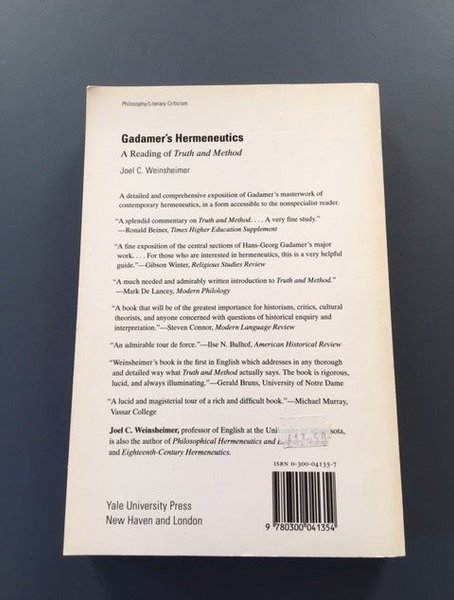 Philosophy/Literary Criticism
Gadamer's Hermeneutics
A Reading of Truth and Method
Joel C. Weinsheimer
A detailed and comprehensive exposition of Gadamer's masterwork of
contemporary hermeneutics, in a form accessible to the nonspecialist reader.
"A splendid commentary on Truth and Method. . . . A very fine study."
—Ronald Beiner, Times Higher Education Supplement
"A fine exposition of the central sections of Hans-Georg Gadamer's major
work. . . . For those who are interested in hermeneutics, this is a very helpful
guide."—Gibson Winter, Religious Studies Review
"A much needed and admirably written introduction to Truth and Method."
—Mark De Lancey, Modern Philology
"A book that will be of the greatest importance for historians, critics, cultural
theorists, and anyone concerned with questions of historical enquiry and
interpretation."—Steven Connor, Modern Language Review
"An admirable tour de force."—Ilse N. Bulhof, American Historical Review
"Weinsheimer's book is the first in English which addresses in any thorough
and detailed way what Truth and Method actually says. The book is rigorous,
lucid, and always illuminating."—Gerald Bruns, University of Notre Dame
"A lucid and magisterial tour of a rich and difficult book."—Michael Murray,
Vassar College
Joel C. Weinsheimer, professor of English at the
is also the author of Philosophical Hermeneutics and
and Eighteenth-Century Hermeneutics.
ISBN 0-300-04135-7
9 780300 041354
Yale University Press
New Haven and London